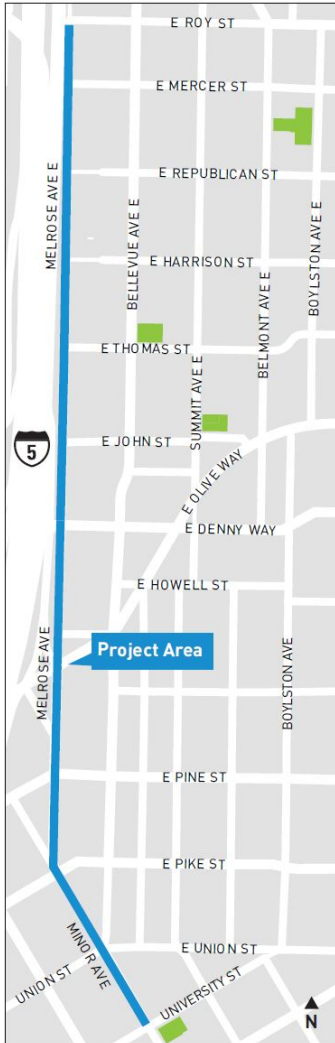 E ROY ST
E MERCER ST
E REPUBLICAN ST
MELROSE AVE E
BELLEVUE AVE E
E HARRISON ST
BELMONT AVE E
BOYLSTON AVE E
E THOMAS ST
SUMMIT AVE E
5
E JOHN ST
E OLIVE WAY
E DENNY WAY
E HOWELL ST
MELROSE AVE
Project Area
BOYLSTON AVE
E PINE ST
E PIKE ST
MINOR AVE
E UNION ST
UNION ST
UNIVERSITY ST
N